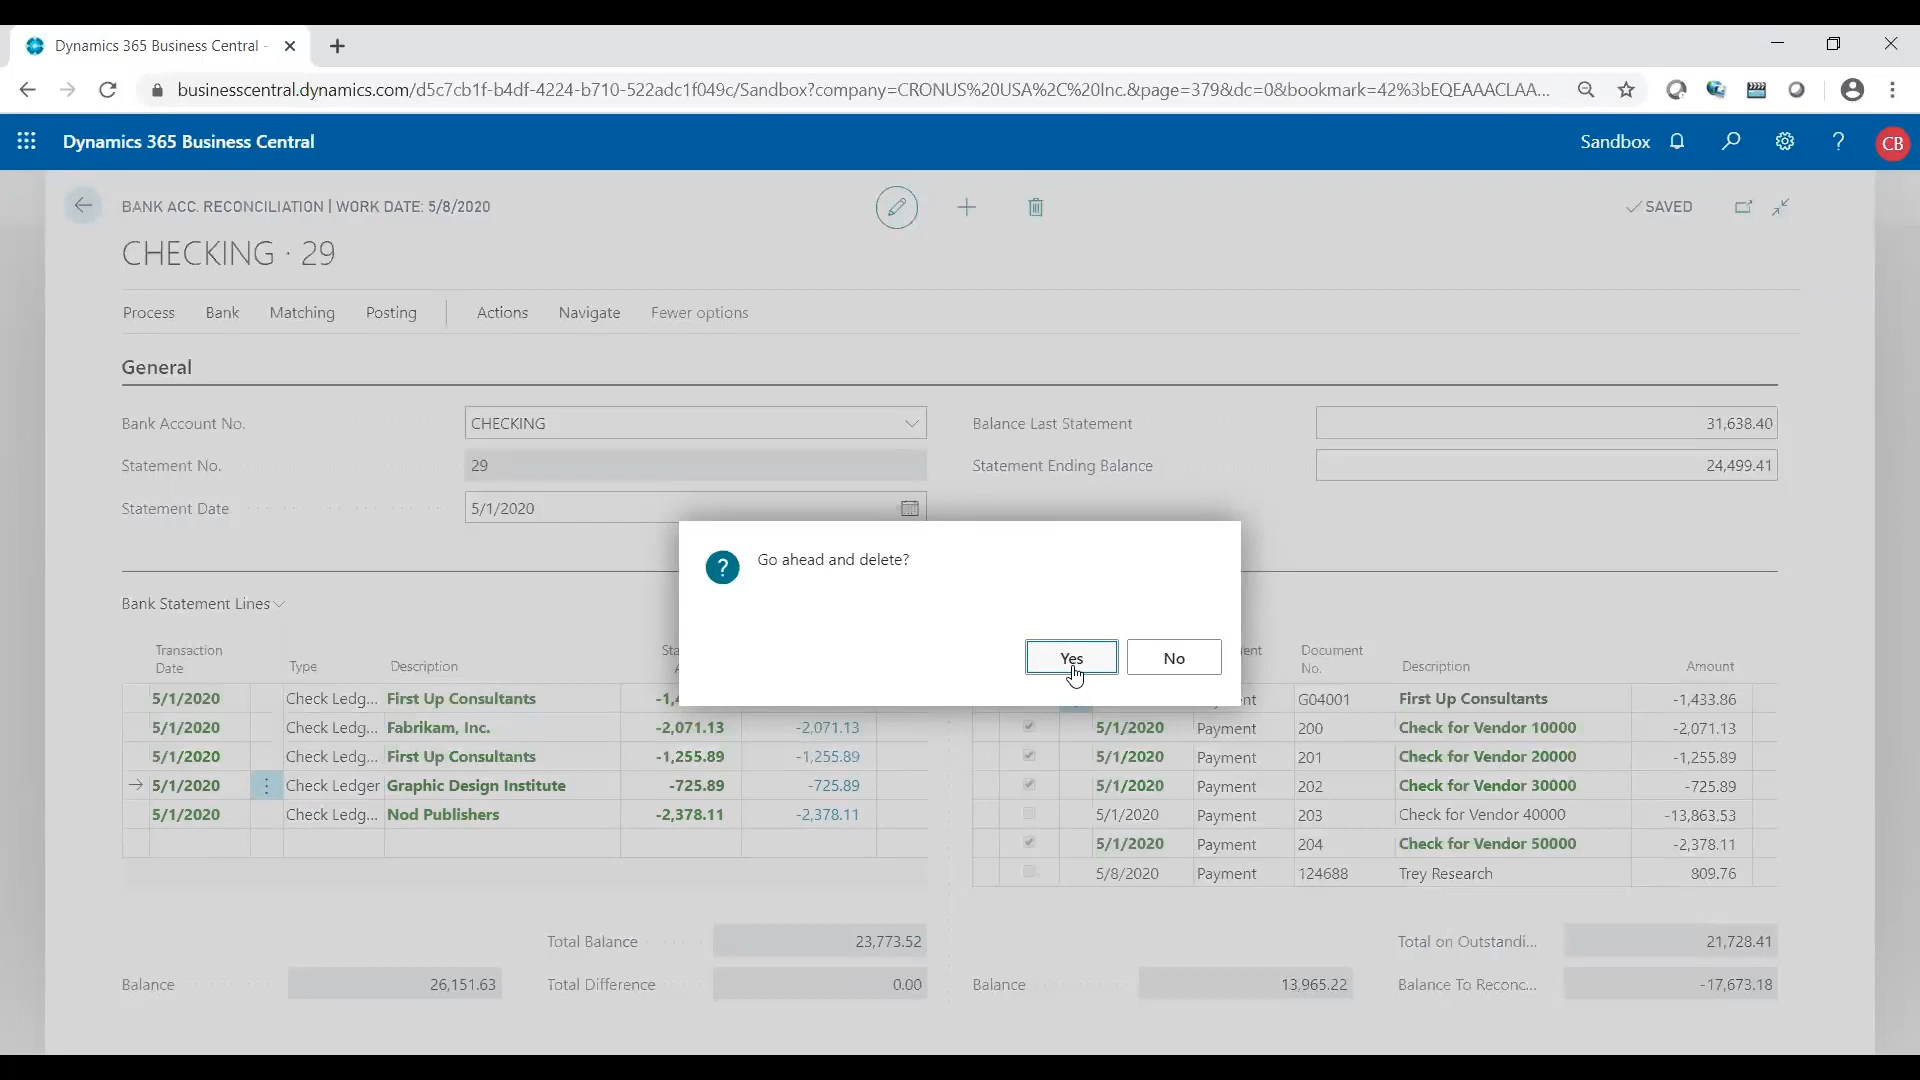 Dynamics 365 Business Central -
businesscentral.dynamics.com/d5c7cb1f-b4df-4224-b710-522adc1f049c/Sandbox?company=CRONUS%20USA%2C%20Inc.&page=379&dc=0&bookmark=42%3bEQEAAACLAA...
Dynamics 365 Business Central
Sandbox
?
CB
BANK ACC. RECONCILIATION | WORK DATE: 5/8/2020
SAVED
CHECKING · 29
Process Bank Matching Posting Actions Navigate Fewer options
General
Bank Account No. CHECKING
Balance Last Statement 31,638.40
Statement No. 29
Statement Ending Balance 24,499.41
Statement Date 5/1/2020
? Go ahead and delete?
Yes No
Bank Statement Lines
Transaction Date Type Description
5/1/2020 Check Ledg... First Up Consultants
5/1/2020 Check Ledg... Fabrikam, Inc. -2,071.13 -2,071.13
5/1/2020 Check Ledg... First Up Consultants -1,255.89 -1,255.89
5/1/2020 Check Ledger Graphic Design Institute -725.89 -725.89
5/1/2020 Check Ledg... Nod Publishers -2,378.11 -2,378.11
Document No. Description Amount
G04001 First Up Consultants -1,433.86
5/1/2020 Payment 200 Check for Vendor 10000 -2,071.13
5/1/2020 Payment 201 Check for Vendor 20000 -1,255.89
5/1/2020 Payment 202 Check for Vendor 30000 -725.89
5/1/2020 Payment 203 Check for Vendor 40000 -13,863.53
5/1/2020 Payment 204 Check for Vendor 50000 -2,378.11
5/8/2020 Payment 124688 Trey Research 809.76
Total Balance 23,773.52
Balance 26,151.63 Total Difference 0.00
Total on Outstandi... 21,728.41
Balance 13,965.22 Balance To Reconc... -17,673.18